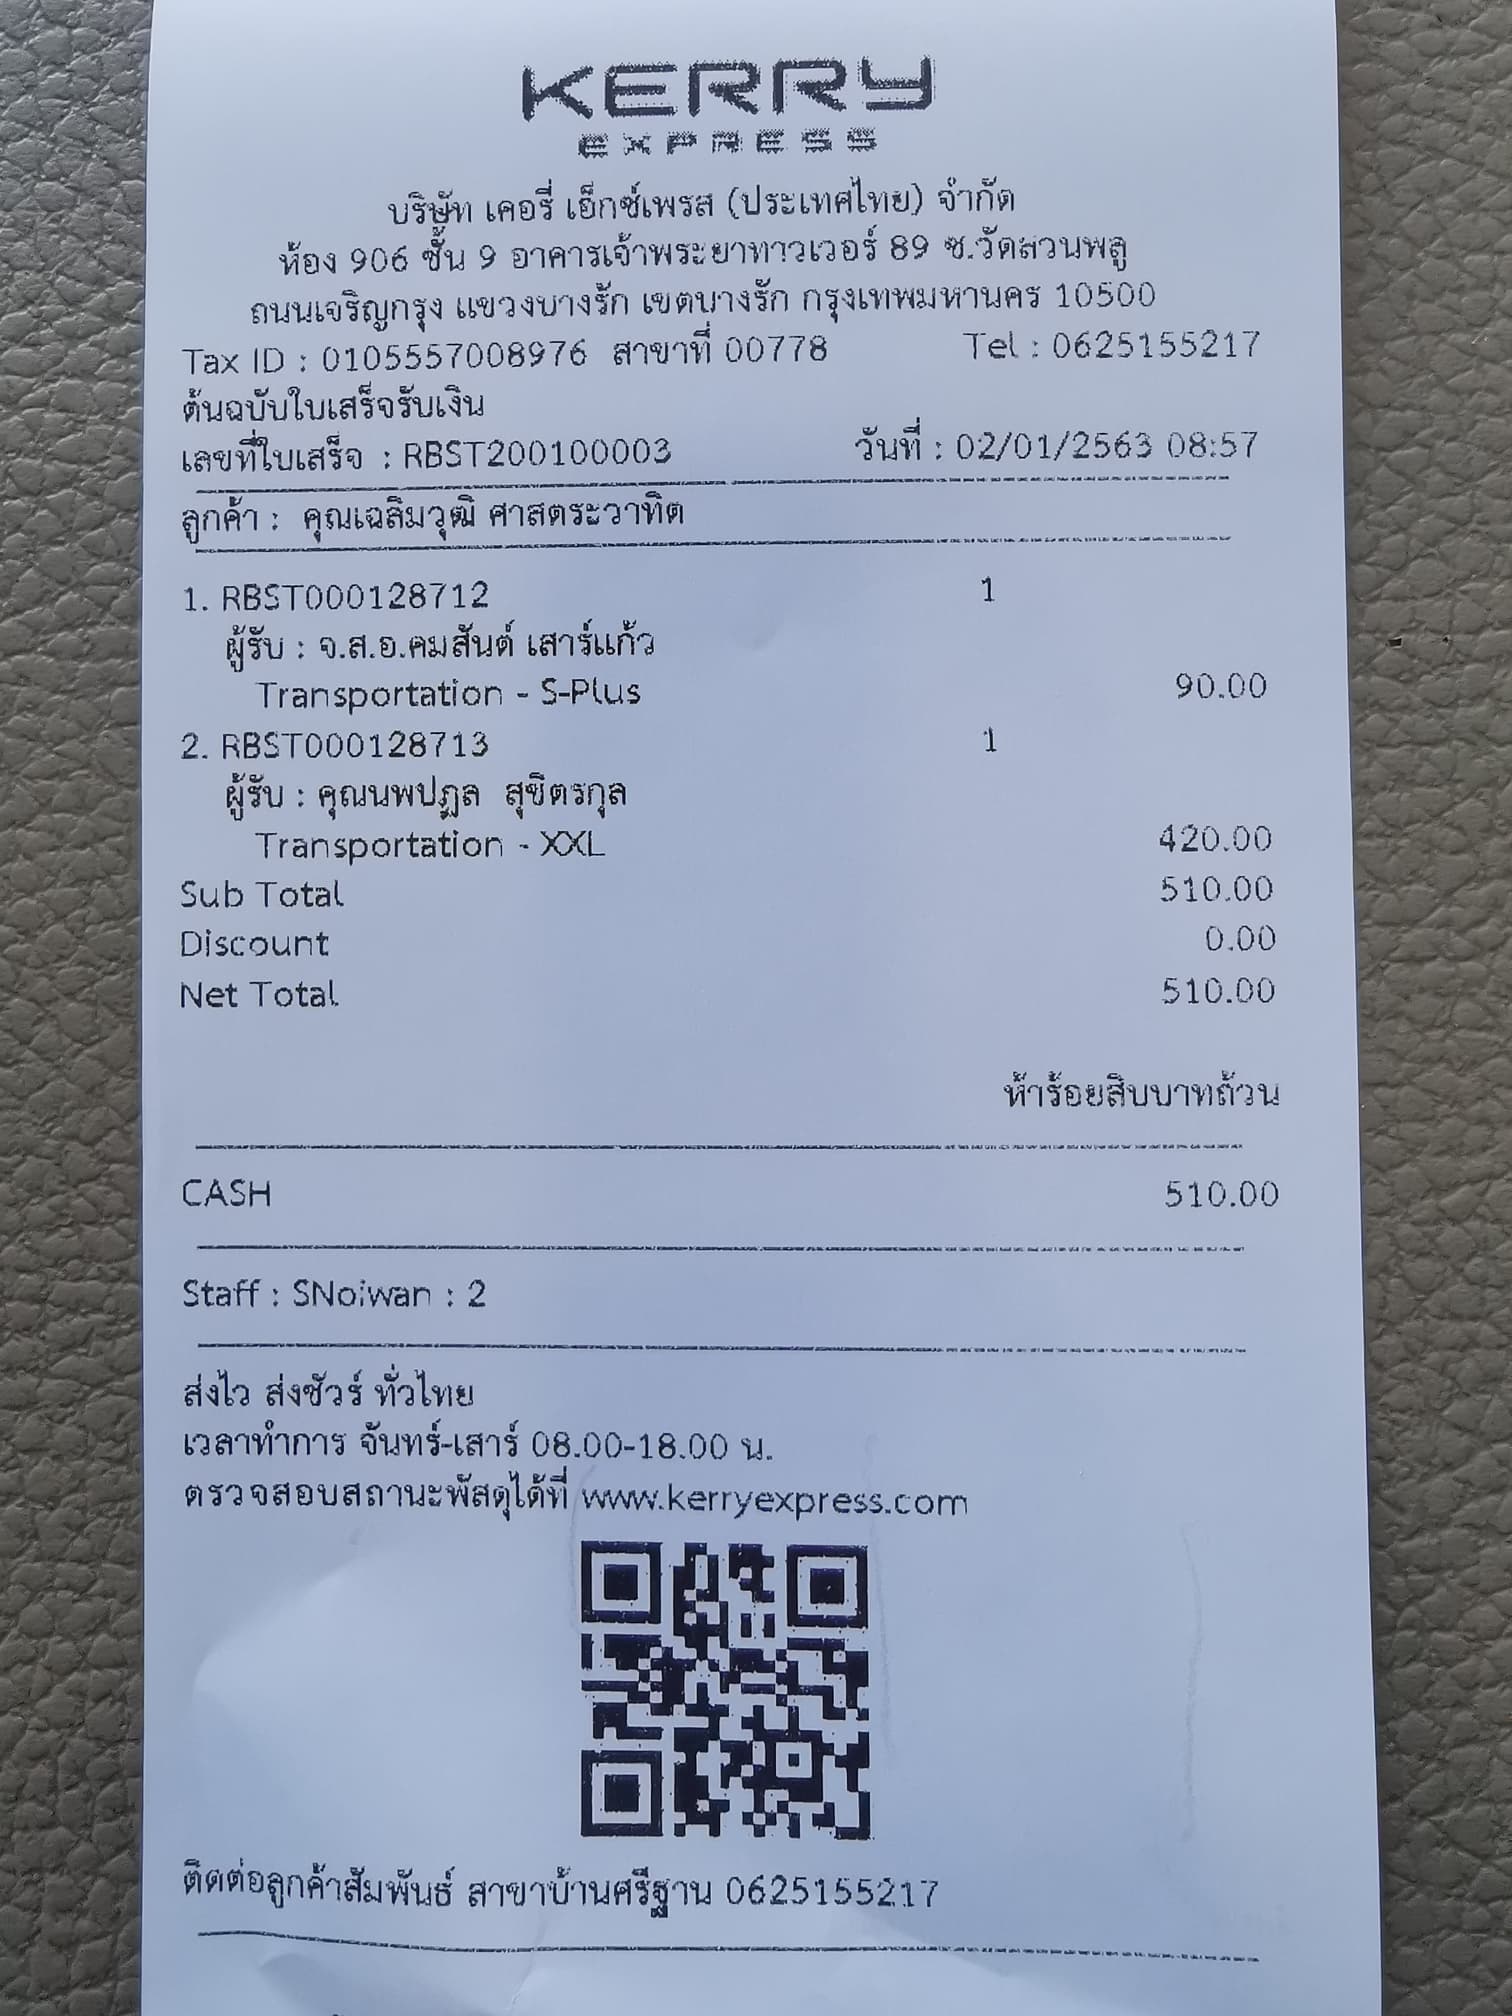 KERRY
EXPRESS
บริษัท เคอรี่ เอ็กซ์เพรส (ประเทศไทย) จำกัด
ห้อง 906 ชั้น 9 อาคารเจ้าพระยาทาวเวอร์ 89 ซ.วัดสวนพลู
ถนนเจริญกรุง แขวงบางรัก เขตบางรัก กรุงเทพมหานคร 10500
Tax ID : 0105557008976 สาขาที่ 00778 Tel : 0625155217
ต้นฉบับใบเสร็จรับเงิน
เลขที่ใบเสร็จ : RBST200100003 วันที่ : 02/01/2563 08:57
ลูกค้า : คุณเฉลิมวุฒิ ศาสตระวาทิต
1. RBST000128712 1
ผู้รับ : จ.ส.อ.คมสันต์ เสาร์แก้ว
Transportation - S-Plus 90.00
2. RBST000128713 1
ผู้รับ : คุณนพปฎล สุขิตรกุล
Transportation - XXL 420.00
Sub Total 510.00
Discount 0.00
Net Total 510.00
ห้าร้อยสิบบาทถ้วน
CASH 510.00
Staff : SNoiwan : 2
ส่งไว ส่งชัวร์ ทั่วไทย
เวลาทำการ จันทร์-เสาร์ 08.00-18.00 น.
ตรวจสอบสถานะพัสดุได้ที่ www.kerryexpress.com
ติดต่อลูกค้าสัมพันธ์ สาขาบ้านศรีฐาน 0625155217